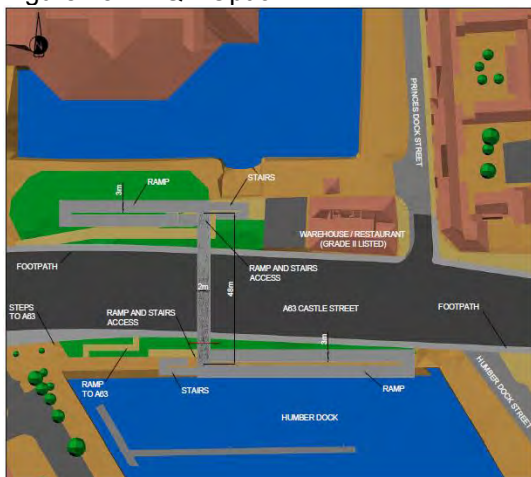 PRINCES DOCK STREET
RAMP
3m
STAIRS
WAREHOUSE / RESTAURANT
(GRADE II LISTED)
FOOTPATH
RAMP AND STAIRS
ACCESS
2m
48m
STEPS
TO A63
RAMP AND STAIRS
ACCESS
A63 CASTLE STREET
FOOTPATH
3m
RAMP
TO A63
STAIRS
RAMP
HUMBER DOCK STREET
HUMBER DOCK